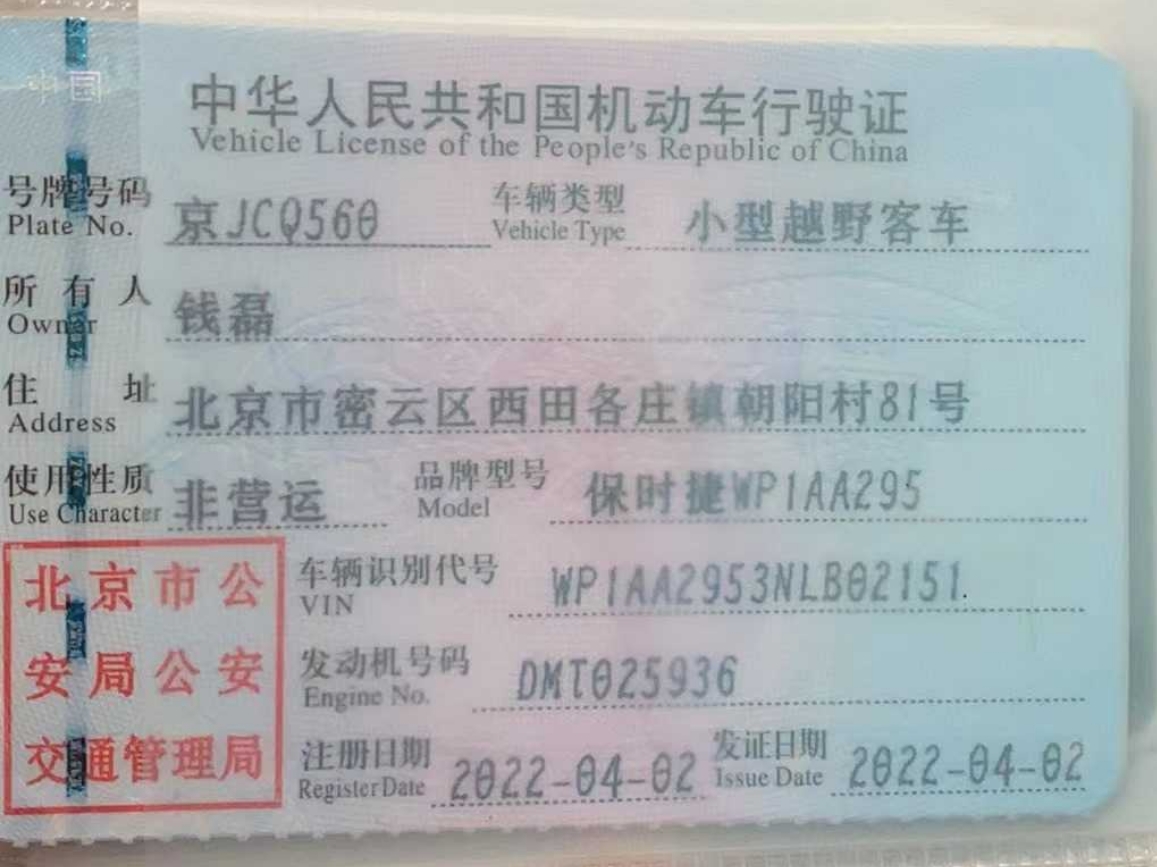 中国
中华人民共和国机动车行驶证
Vehicle License of the People's Republic of China
号牌号码 京JCQ560 车辆类型 小型越野客车
Plate No. Vehicle Type
所有人 钱磊
Owner
住址 北京市密云区西田各庄镇朝阳村81号
Address
使用性质 非营运 品牌型号 保时捷WP1AA295
Use Character Model
车辆识别代号 WP1AA2953NLB02151
VIN
发动机号码 DMT025936
Engine No.
注册日期 2022-04-02 发证日期 2022-04-02
Register Date Issue Date
北京市公
安局公安
交通管理局